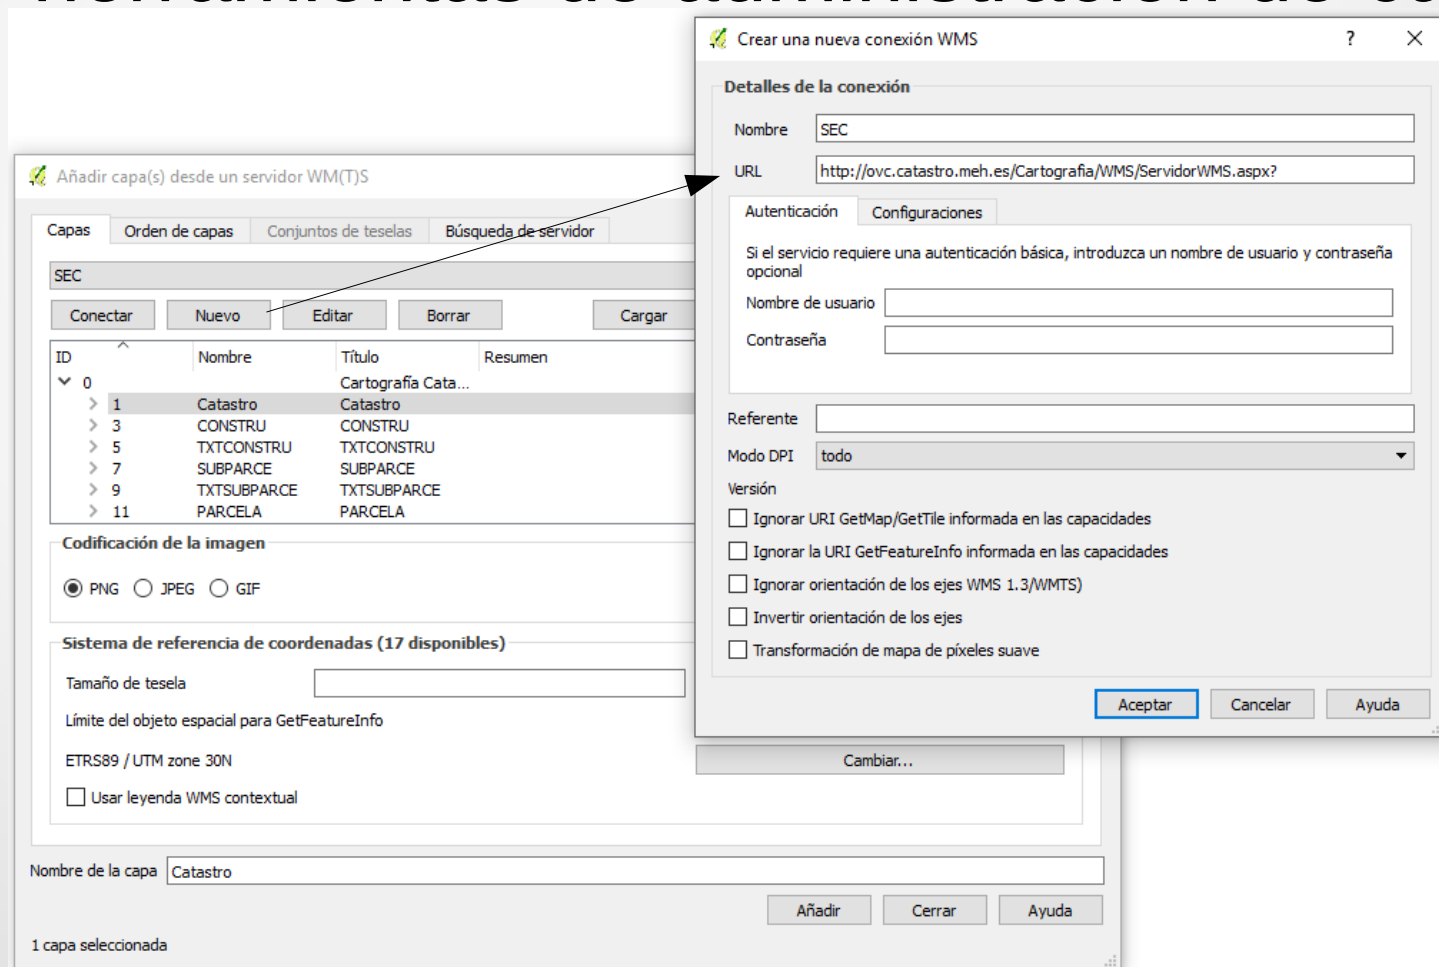 herramientas de administración de
Crear una nueva conexión WMS
?
Detalles de la conexión
Nombre SEC
URL http://ovc.catastro.meh.es/Cartografia/WMS/ServidorWMS.aspx?
Autenticación Configuraciones
Si el servicio requiere una autenticación básica, introduzca un nombre de usuario y contraseña
opcional
Nombre de usuario
Contraseña
Referente
Modo DPI todo
Versión
Ignorar URI GetMap/GetTile informada en las capacidades
Ignorar la URI GetFeatureInfo informada en las capacidades
Ignorar orientación de los ejes WMS 1.3/WMTS)
Invertir orientación de los ejes
Transformación de mapa de píxeles suave
Aceptar Cancelar Ayuda
Añadir capa(s) desde un servidor WM(T)S
Capas Orden de capas Conjuntos de teselas Búsqueda de servidor
SEC
Conectar Nuevo Editar Borrar Cargar
ID Nombre Título Resumen
0 Cartografía Cata...
1 Catastro Catastro
3 CONSTRU CONSTRU
5 TXTCONSTRU TXTCONSTRU
7 SUBPARCE SUBPARCE
9 TXTSUBPARCE TXTSUBPARCE
11 PARCELA PARCELA
Codificación de la imagen
PNG JPEG GIF
Sistema de referencia de coordenadas (17 disponibles)
Tamaño de tesela
Límite del objeto espacial para GetFeatureInfo
ETRS89 / UTM zone 30N Cambiar...
Usar leyenda WMS contextual
Nombre de la capa Catastro
Añadir Cerrar Ayuda
1 capa seleccionada